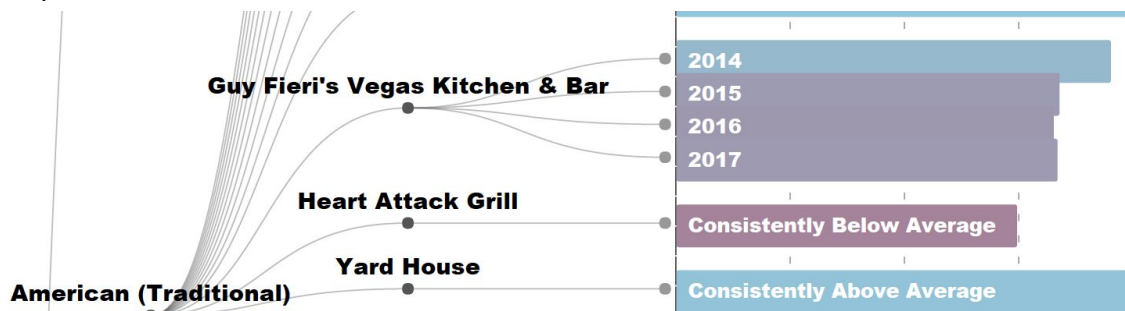 2014
Guy Fieri's Vegas Kitchen & Bar
2015
2016
2017
Heart Attack Grill
Consistently Below Average
Yard House
American (Traditional)
Consistently Above Average